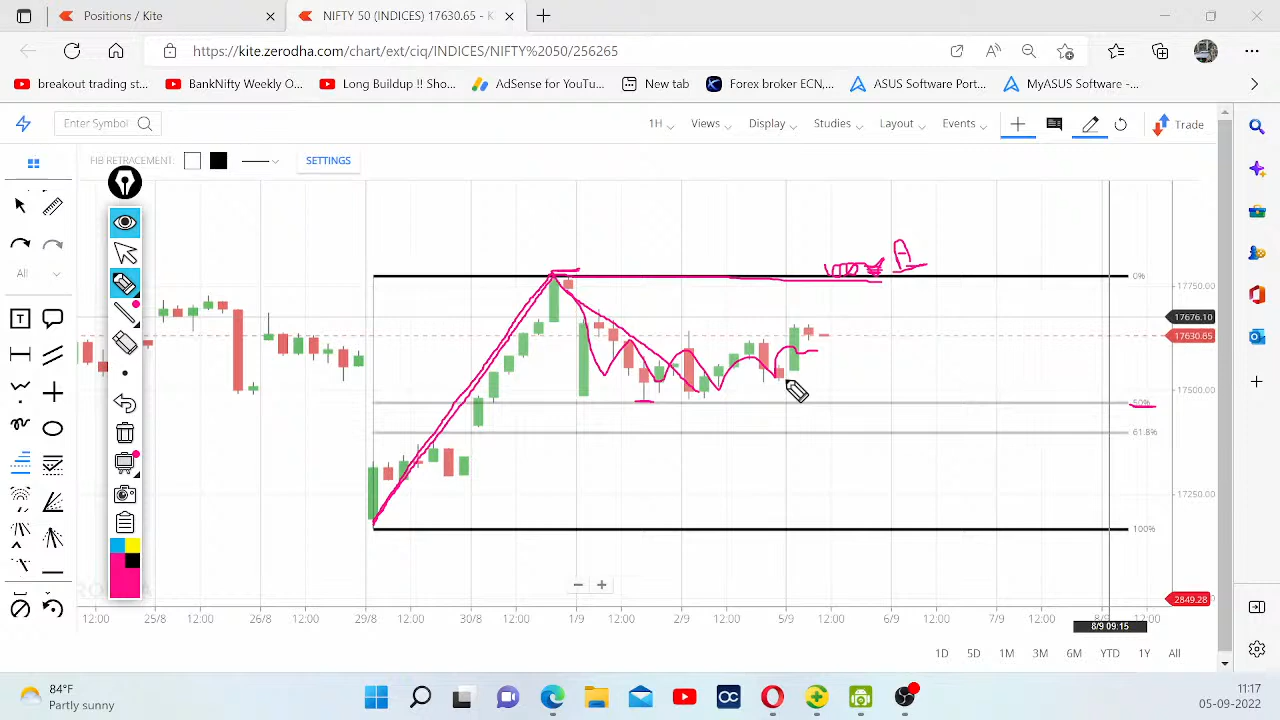 Positions / Kite
NIFTY 50 (INDICES) 17630.65 - K
https://kite.zerodha.com/chart/ext/ciq/INDICES/NIFTY%2050/256265
breakout trading st... BankNifty Weekly O... Long Buildup !! Sho... AdSense for YouTu... New tab Forex broker ECN,... ASUS Software Port... MyASUS Software -...
Enter Symbol 1H Views Display Studies Layout Events Trade
FIB RETRACEMENT: SETTINGS
A
0%
17750.00
17676.10
17630.65
All
17500.00
50%
61.8%
17250.00
100%
2849.28
12:00 25/8 12:00 26/8 12:00 29/8 12:00 30/8 12:00 1/9 12:00 2/9 12:00 5/9 12:00 6/9 12:00 7/9 12:00 8/9 12:00
8/9 09:15
1D 5D 1M 3M 6M YTD 1Y All
84°F
Partly sunny
11:17
05-09-2022